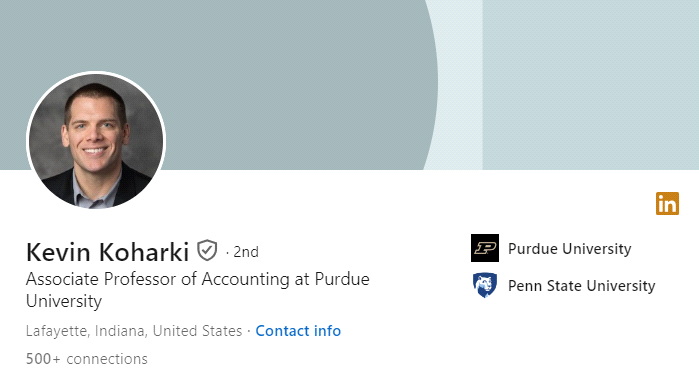 in
Kevin Koharki · 2nd
Associate Professor of Accounting at Purdue
University
Lafayette, Indiana, United States · Contact info
500+ connections
P Purdue University
Penn State University